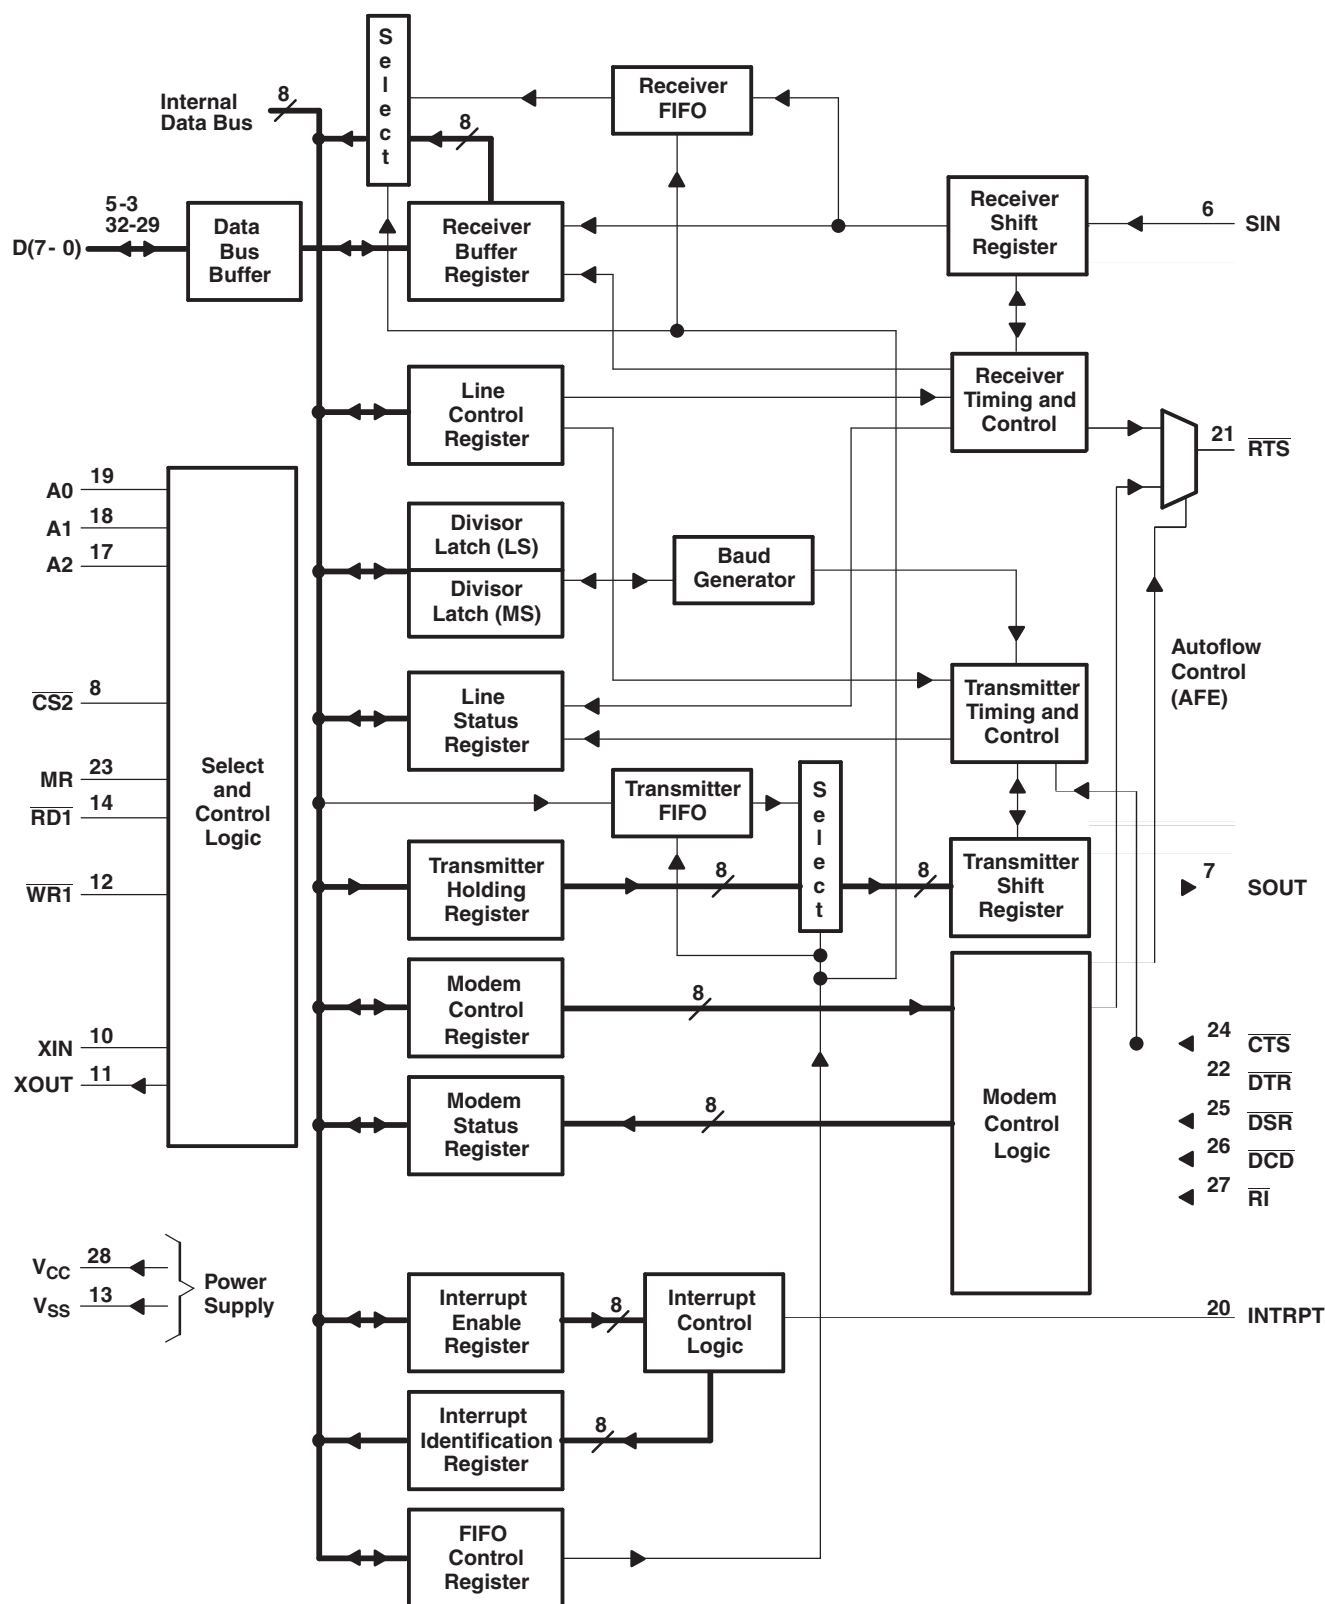 Select
8
Internal
Data Bus
Receiver
FIFO
8
5-3
32-29
D(7-0)
Data
Bus
Buffer
Receiver
Buffer
Register
Receiver
Shift
Register
6
SIN
Line
Control
Register
Receiver
Timing and
Control
21
RTS
A0
19
A1
18
A2
17
Divisor
Latch (LS)
Divisor
Latch (MS)
Baud
Generator
Autoflow
Control
(AFE)
CS2
8
Line
Status
Register
Transmitter
Timing and
Control
MR
23
RD1
14
Select
and
Control
Logic
Transmitter
FIFO
Select
WR1
12
Transmitter
Holding
Register
8
8
Transmitter
Shift
Register
7
SOUT
Modem
Control
Register
8
XIN
10
XOUT
11
24
CTS
22
DTR
Modem
Status
Register
8
Modem
Control
Logic
25
DSR
26
DCD
27
RI
VCC
28
VSS
13
Power
Supply
Interrupt
Enable
Register
8
Interrupt
Control
Logic
20
INTRPT
Interrupt
Identification
Register
8
FIFO
Control
Register